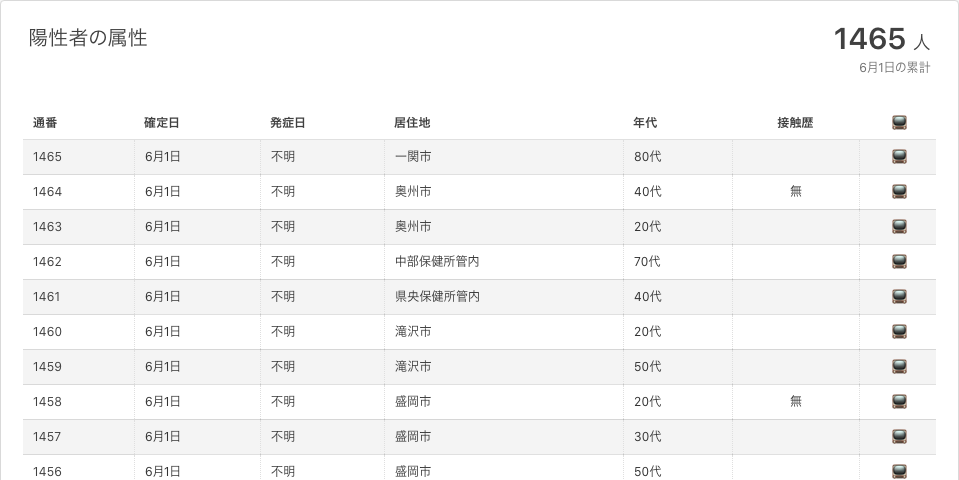 陽性者の属性
1465 人
6月1日の累計
通番 確定日 発症日 居住地 年代 接触歴
1465 6月1日 不明 一関市 80代
1464 6月1日 不明 奥州市 40代 無
1463 6月1日 不明 奥州市 20代
1462 6月1日 不明 中部保健所管内 70代
1461 6月1日 不明 県央保健所管内 40代
1460 6月1日 不明 滝沢市 20代
1459 6月1日 不明 滝沢市 50代
1458 6月1日 不明 盛岡市 20代 無
1457 6月1日 不明 盛岡市 30代
1456 6月1日 不明 盛岡市 50代